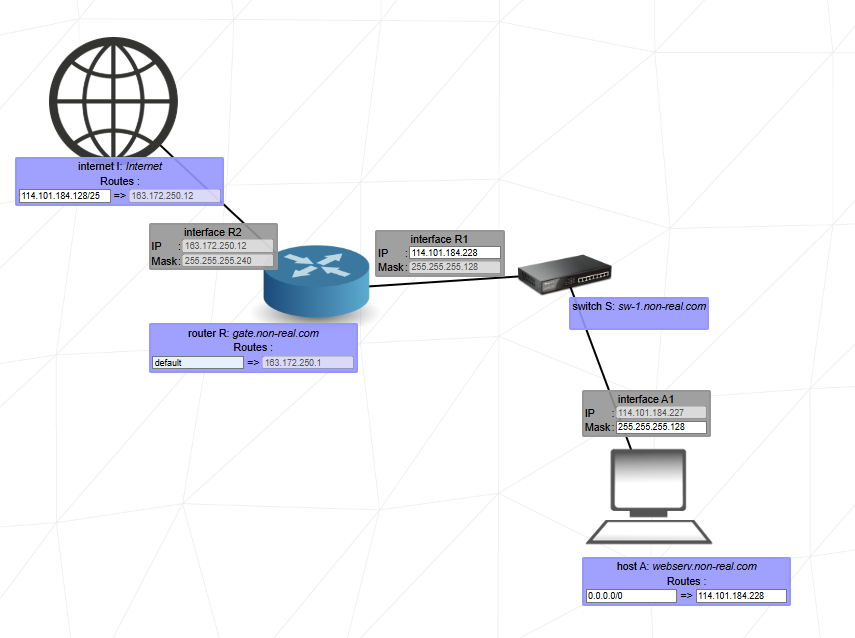 internet I: Internet
Routes :
114.101.184.128/25 => 163.172.250.12
interface R2
IP : 163.172.250.12
Mask: 255.255.255.240
interface R1
IP : 114.101.184.228
Mask: 255.255.255.128
switch S: sw-1.non-real.com
router R: gate.non-real.com
Routes :
default => 163.172.250.1
interface A1
IP : 114.101.184.227
Mask: 255.255.255.128
host A: webserv.non-real.com
Routes :
0.0.0.0/0 => 114.101.184.228